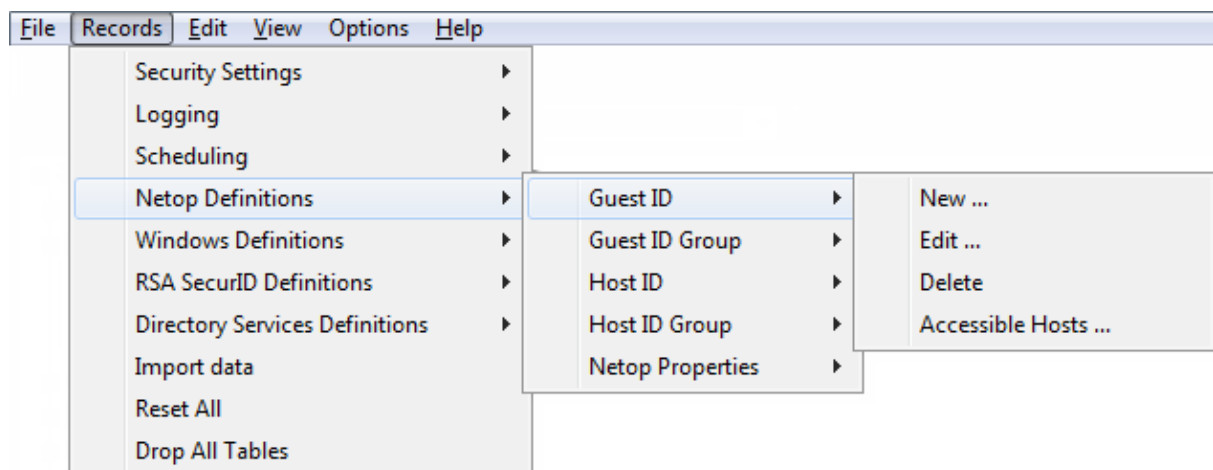 File Records Edit View Options Help
Security Settings
Logging
Scheduling
Netop Definitions Guest ID New ...
Windows Definitions Guest ID Group Edit ...
RSA SecurID Definitions Host ID Delete
Directory Services Definitions Host ID Group Accessible Hosts ...
Import data Netop Properties
Reset All
Drop All Tables